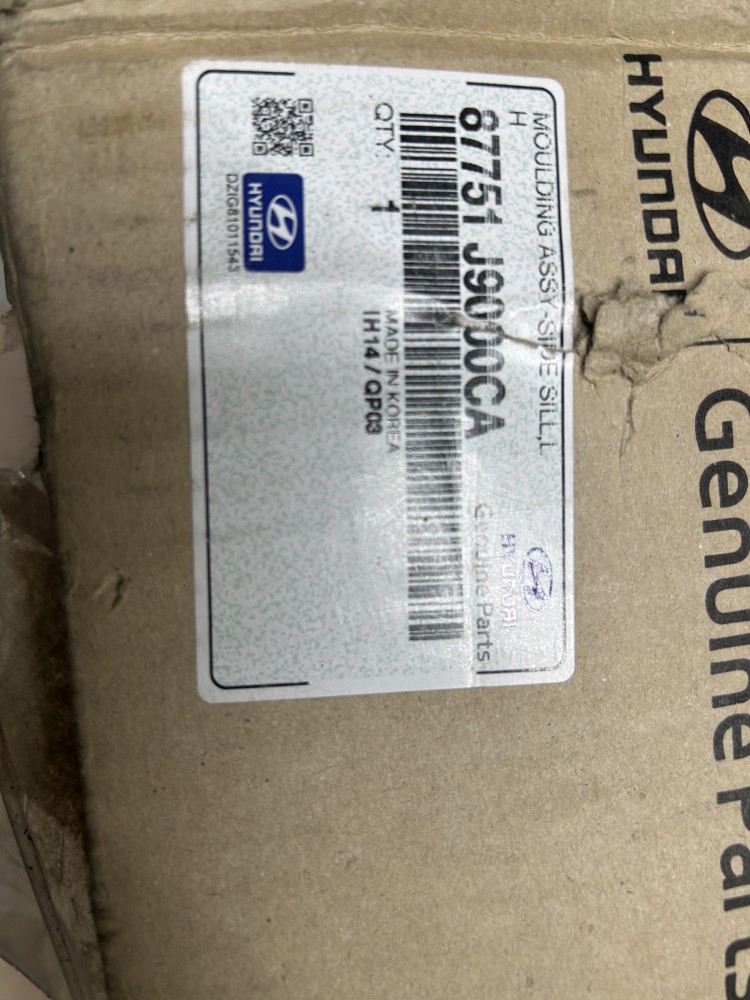 HYUNDAI
Genuine Parts
MOULDING ASSY-SIDE SILL,L
H
87751 J9000CA
HYUNDAI
Genuine Parts
QTY:
1
MADE IN KOREA
IH14 / QP03
HYUNDAI
DZIG81011543